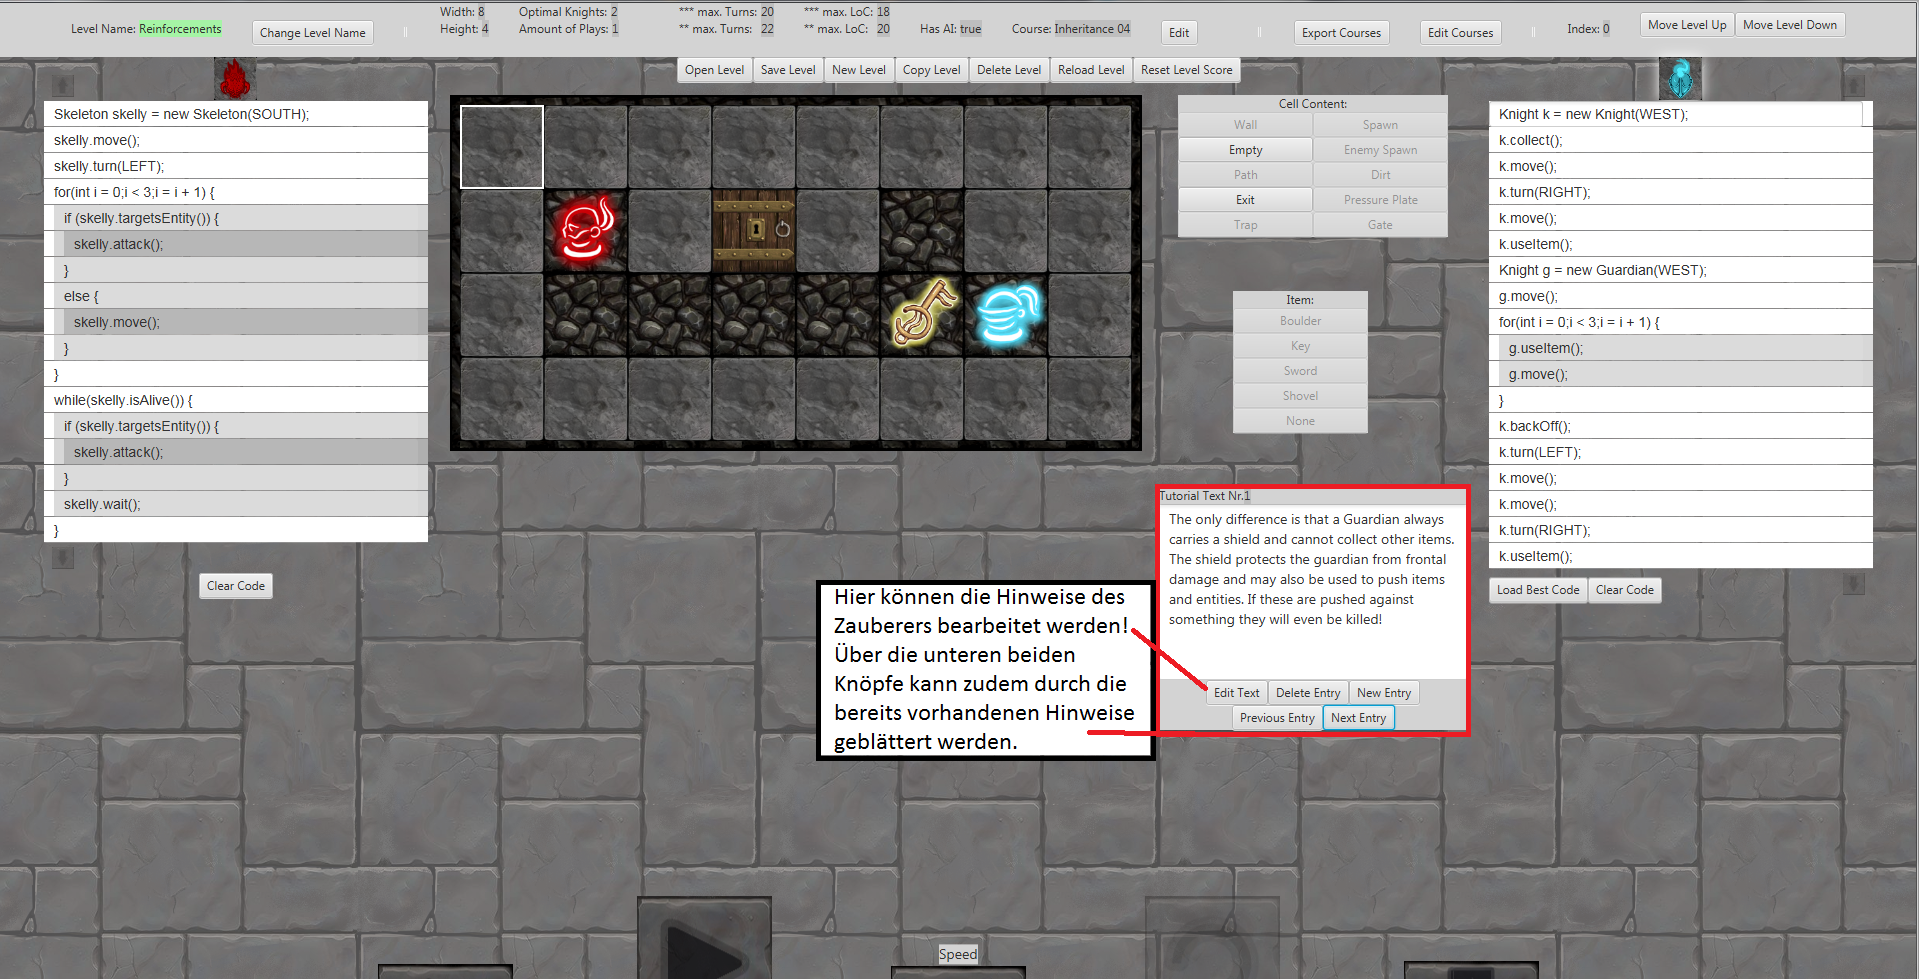 Level Name: Reinforcements
Change Level Name
Width: 8
Height: 4
Optimal Knights: 2
Amount of Plays: 1
*** max. Turns: 20
** max. Turns: 22
*** max. LoC: 18
** max. LoC: 20
Has AI: true
Course: Inheritance 04
Edit
Export Courses
Edit Courses
Index: 0
Move Level Up
Move Level Down
Open Level
Save Level
New Level
Copy Level
Delete Level
Reload Level
Reset Level Score
Skeleton skelly = new Skeleton(SOUTH);
skelly.move();
skelly.turn(LEFT);
for(int i = 0;i < 3;i = i + 1) {
if (skelly.targetsEntity()) {
skelly.attack();
}
else {
skelly.move();
}
}
while(skelly.isAlive()) {
if (skelly.targetsEntity()) {
skelly.attack();
}
skelly.wait();
}
Clear Code
Cell Content:
Wall
Spawn
Empty
Enemy Spawn
Path
Dirt
Exit
Pressure Plate
Trap
Gate
Item:
Boulder
Key
Sword
Shovel
None
Knight k = new Knight(WEST);
k.collect();
k.move();
k.turn(RIGHT);
k.move();
k.useItem();
Knight g = new Guardian(WEST);
g.move();
for(int i = 0;i < 3;i = i + 1) {
g.useItem();
g.move();
}
k.backOff();
k.turn(LEFT);
k.move();
k.move();
k.turn(RIGHT);
k.useItem();
Load Best Code
Clear Code
Tutorial Text Nr.1
The only difference is that a Guardian always
carries a shield and cannot collect other items.
The shield protects the guardian from frontal
damage and may also be used to push items
and entities. If these are pushed against
something they will even be killed!
Edit Text
Delete Entry
New Entry
Previous Entry
Next Entry
Hier können die Hinweise des
Zauberers bearbeitet werden!
Über die unteren beiden
Knöpfe kann zudem durch die
bereits vorhandenen Hinweise
geblättert werden.
Speed